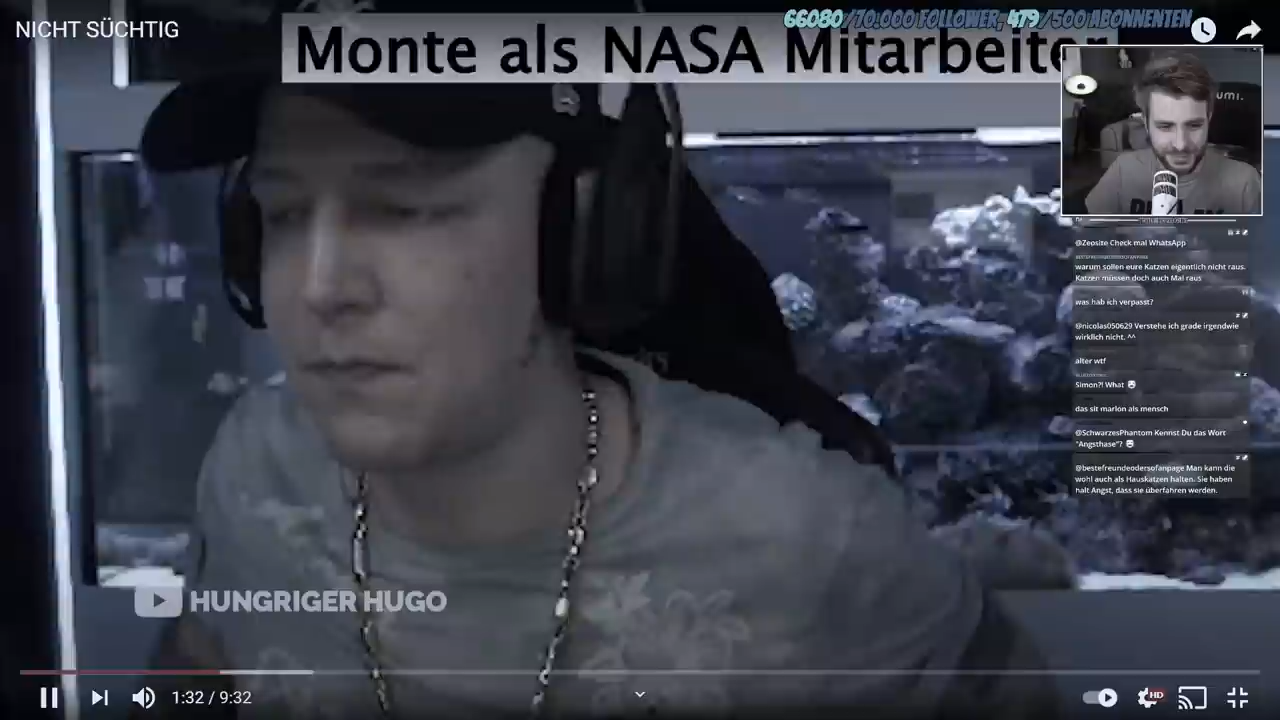 NICHT SÜCHTIG
66080/70.000 FOLLOWER, 479/500 ABONNENTEN
Monte als NASA Mitarbeiter
UMI.
@Zeosite Check mal WhatsApp
warum sollen eure Katzen eigentlich nicht raus.
Katzen müssen doch auch Mal raus
was hab ich verpasst?
@nicolas050629 Verstehe ich grade irgendwie
wirklich nicht. ^^
alter wtf
Simon?! What
das sit marlon als mensch
@SchwarzesPhantom Kennst Du das Wort
"Angsthase"?
@bestefreundeodersofanpage Man kann die
wohl auch als Hauskatzen halten. Sie haben
halt Angst, dass sie überfahren werden.
HUNGRIGER HUGO
1:32 / 9:32
HD